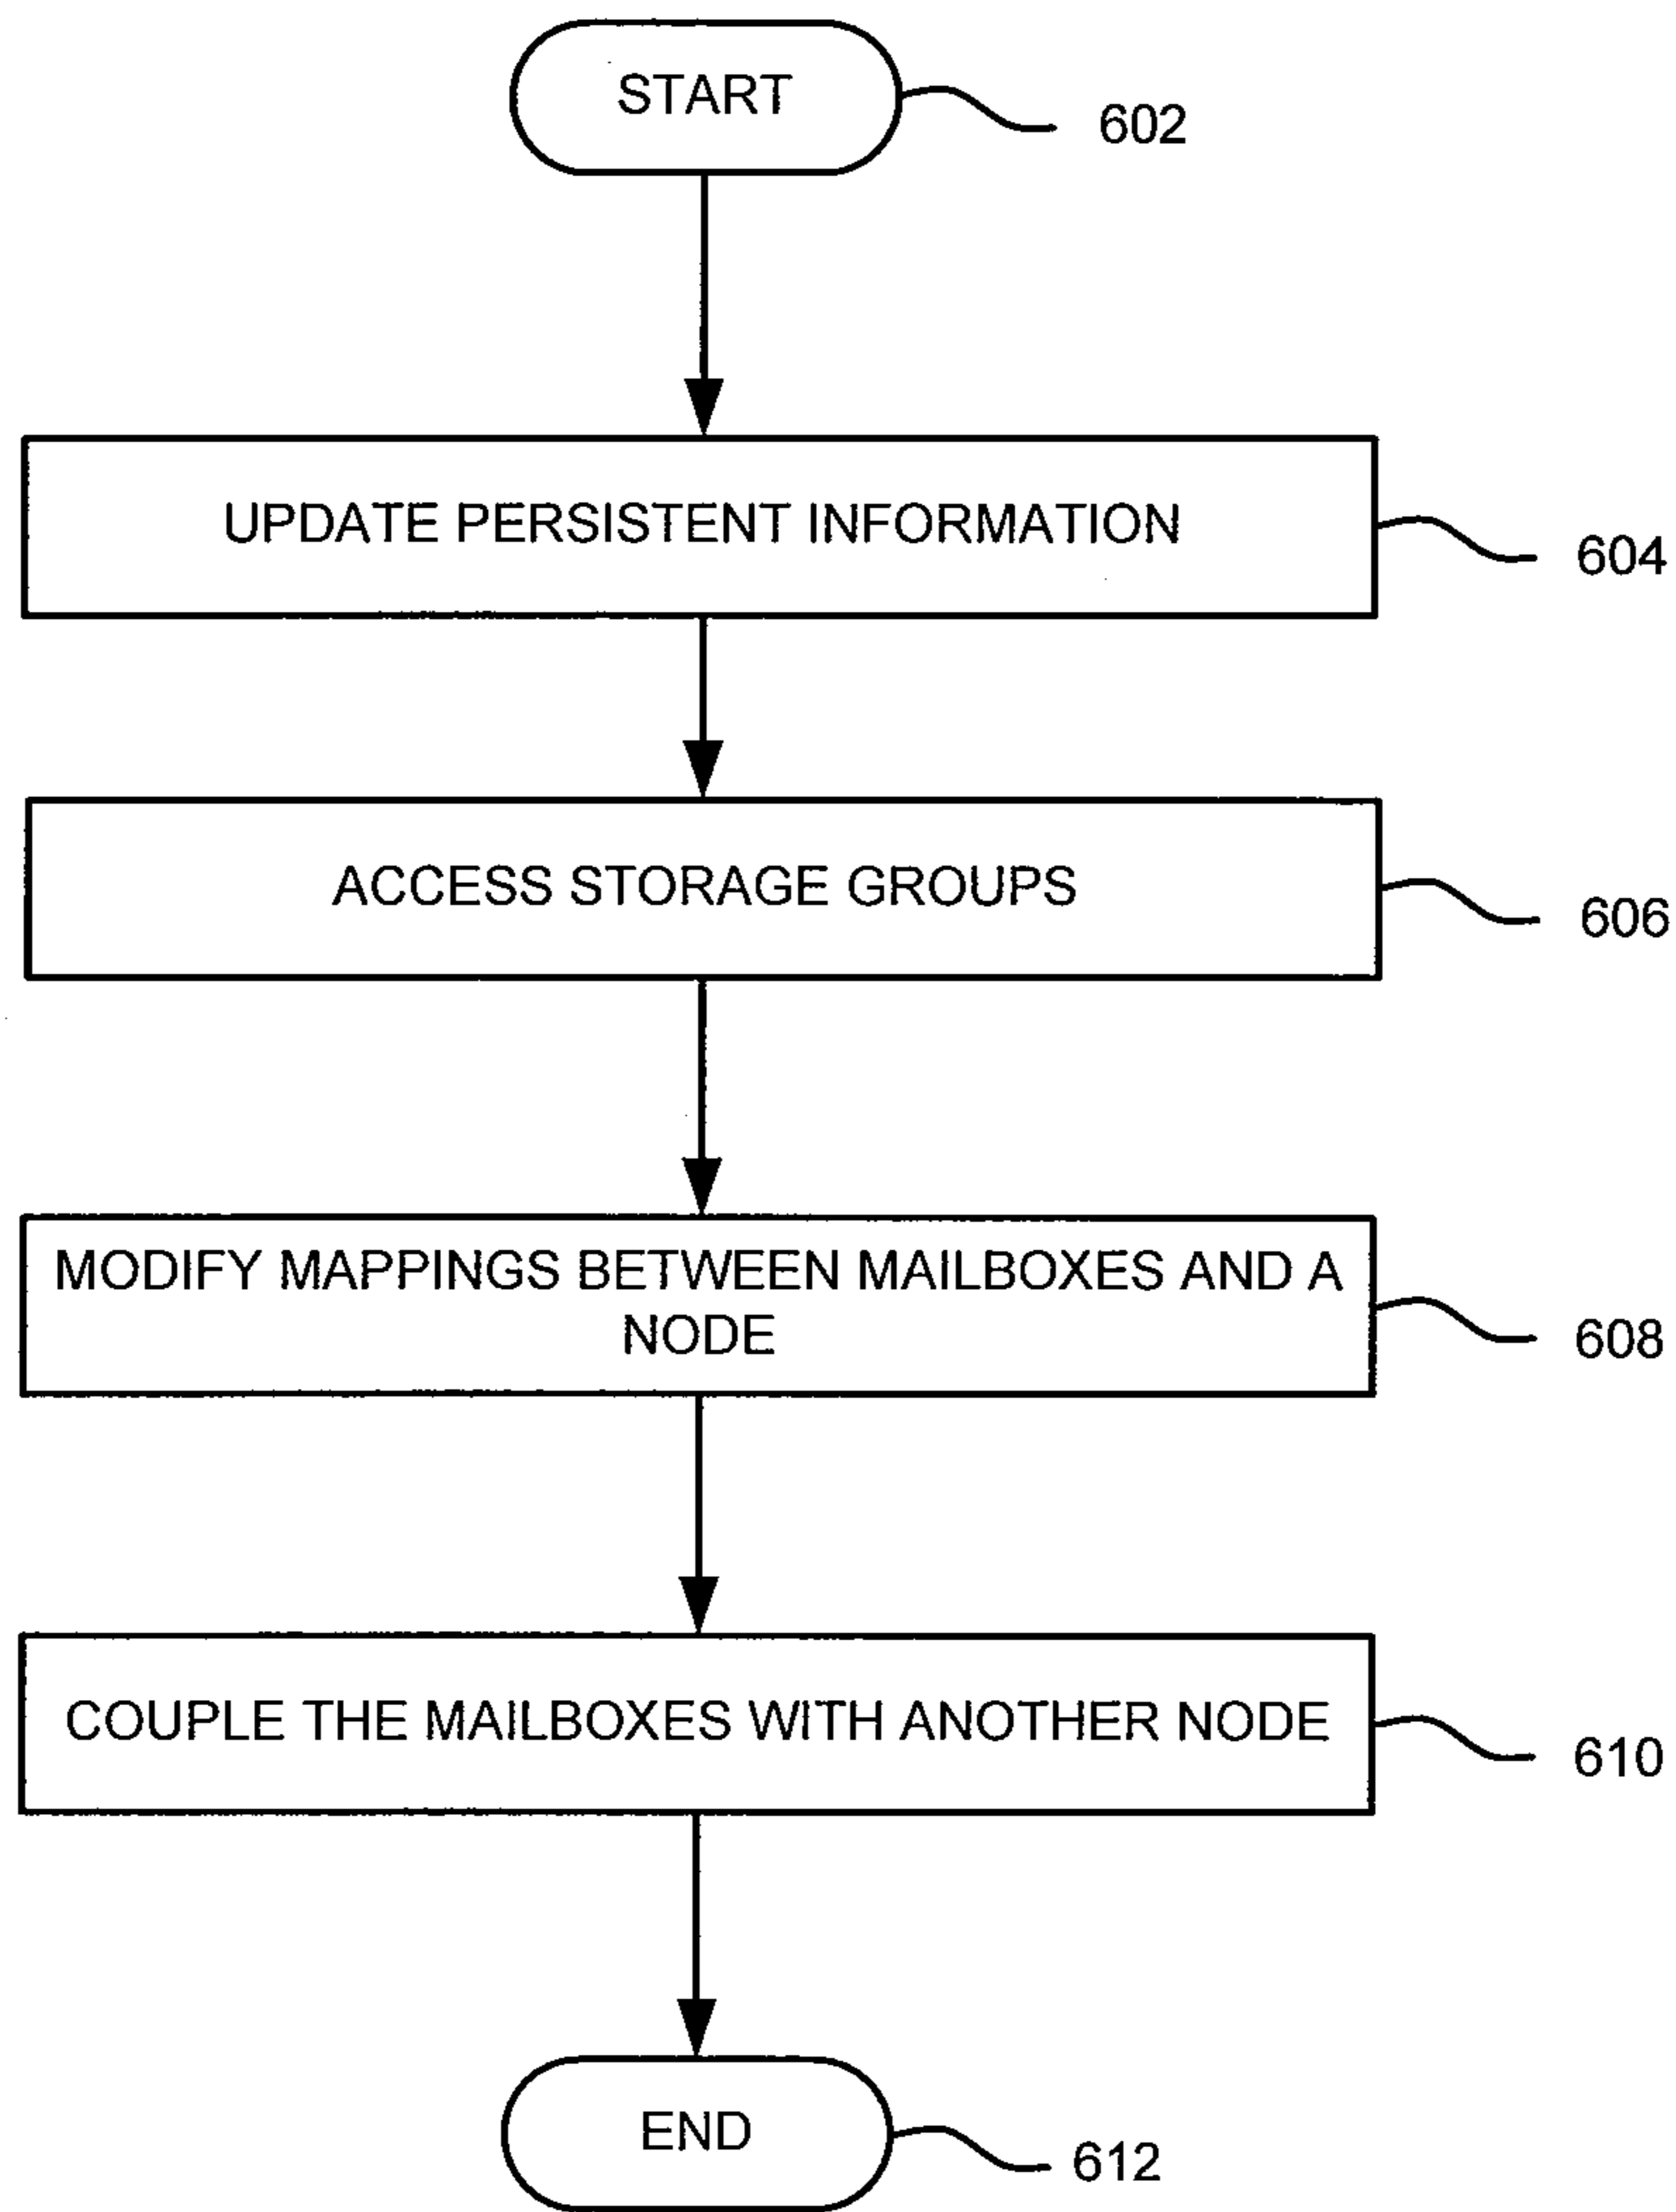 START
602
UPDATE PERSISTENT INFORMATION
604
ACCESS STORAGE GROUPS
606
MODIFY MAPPINGS BETWEEN MAILBOXES AND A
NODE
608
COUPLE THE MAILBOXES WITH ANOTHER NODE
610
END
612